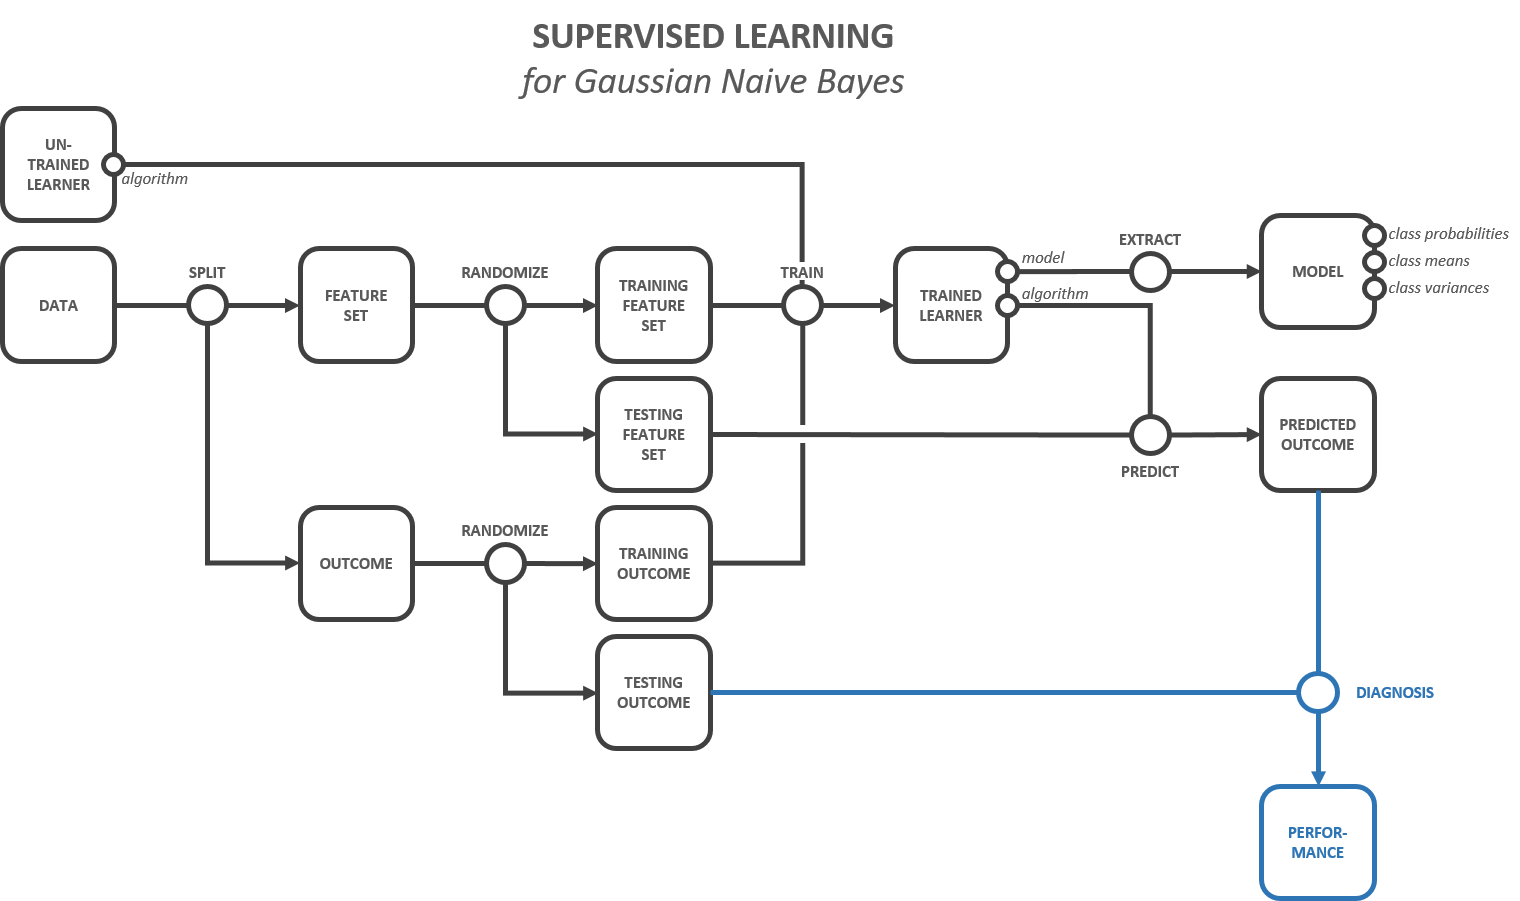 SUPERVISED LEARNING
for Gaussian Naive Bayes
UN-
TRAINED
LEARNER
algorithm
DATA
SPLIT
FEATURE
SET
RANDOMIZE
TRAINING
FEATURE
SET
TRAIN
TRAINED
LEARNER
model
algorithm
EXTRACT
MODEL
class probabilities
class means
class variances
TESTING
FEATURE
SET
PREDICT
PREDICTED
OUTCOME
OUTCOME
RANDOMIZE
TRAINING
OUTCOME
TESTING
OUTCOME
DIAGNOSIS
PERFOR-
MANCE